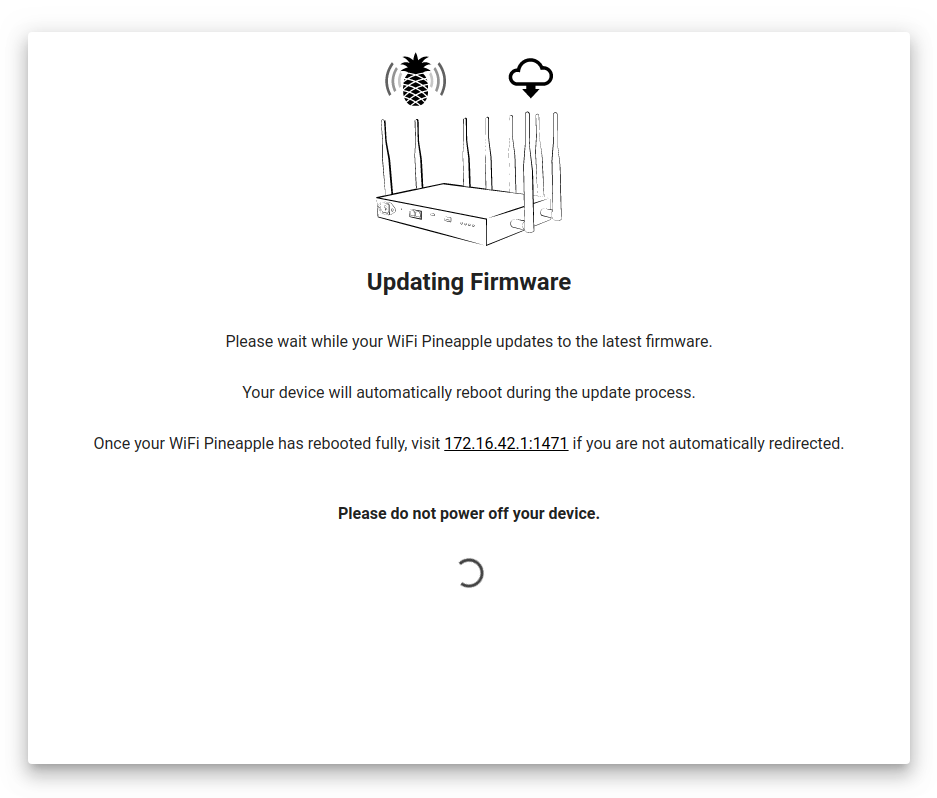 Updating Firmware
Please wait while your WiFi Pineapple updates to the latest firmware.
Your device will automatically reboot during the update process.
Once your WiFi Pineapple has rebooted fully, visit 172.16.42.1:1471 if you are not automatically redirected.
Please do not power off your device.